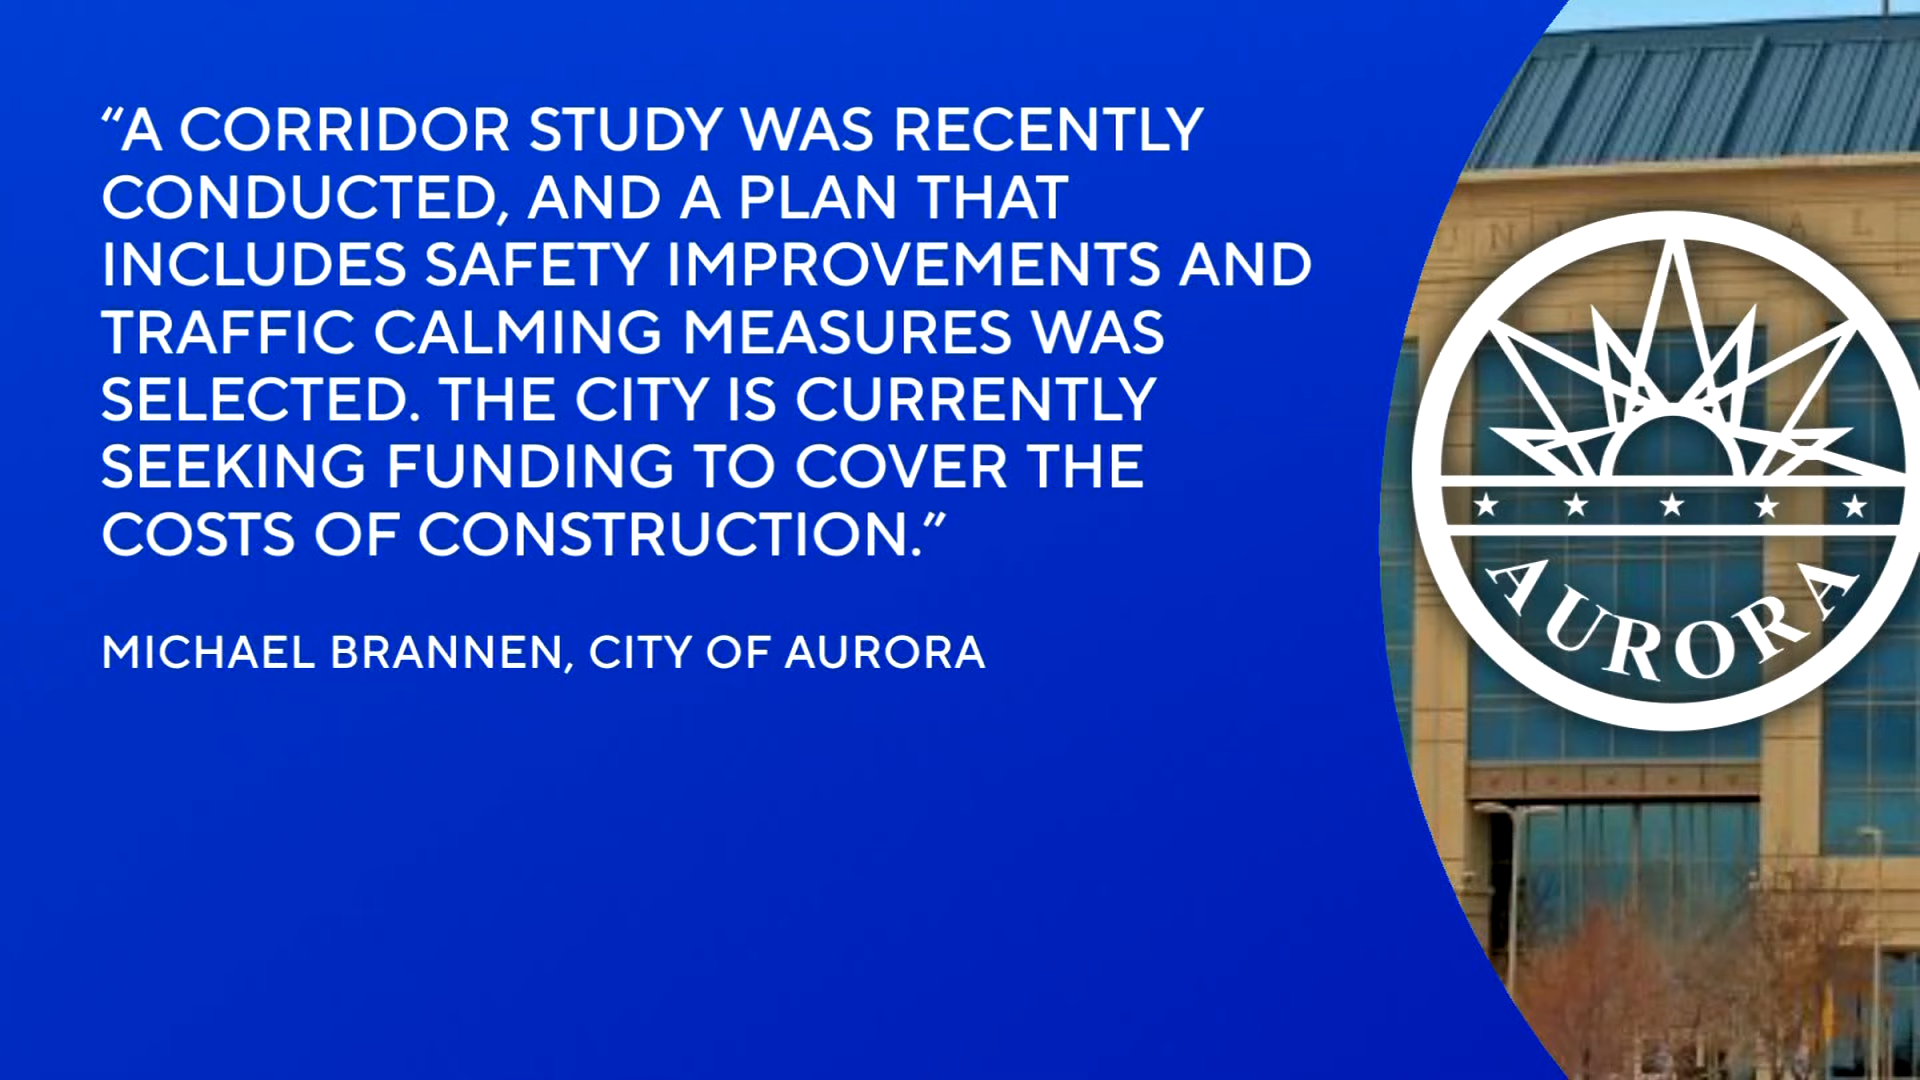 “A CORRIDOR STUDY WAS RECENTLY
CONDUCTED, AND A PLAN THAT
INCLUDES SAFETY IMPROVEMENTS AND
TRAFFIC CALMING MEASURES WAS
SELECTED. THE CITY IS CURRENTLY
SEEKING FUNDING TO COVER THE
COSTS OF CONSTRUCTION.”
MICHAEL BRANNEN, CITY OF AURORA
AURORA